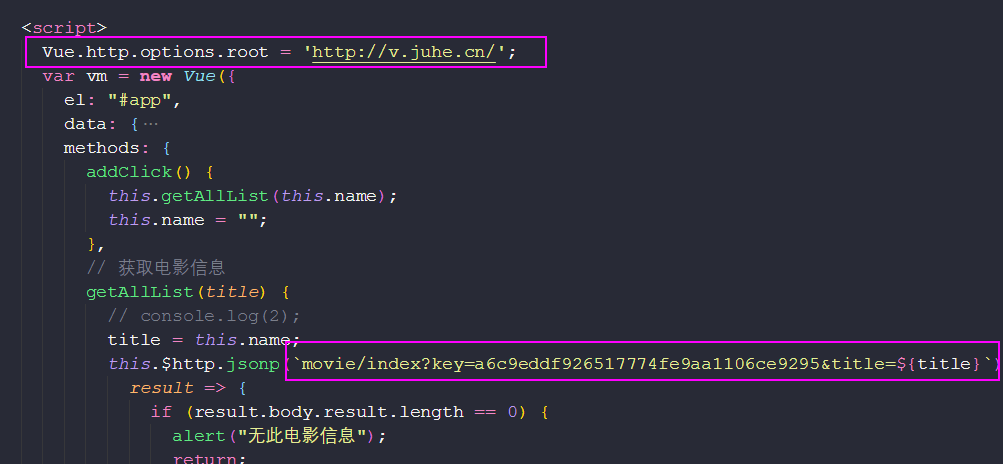 <script>
Vue.http.options.root = 'http://v.juhe.cn/';
var vm = new Vue({
el: "#app",
data: {…
methods: {
addClick() {
this.getAllList(this.name);
this.name = "";
},
// 获取电影信息
getAllList(title) {
// console.log(2);
title = this.name;
this.$http.jsonp(`movie/index?key=a6c9eddf926517774fe9aa1106ce9295&title=${title}`)
result => {
if (result.body.result.length == 0) {
alert("无此电影信息");
return;